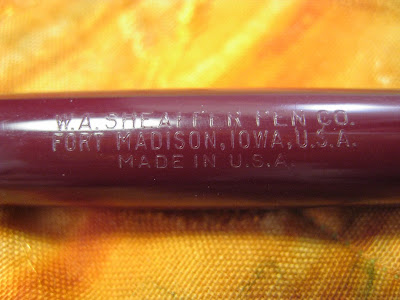 W.A. SHEAFFER PEN CO.
FORT MADISON, IOWA, U.S.A.
MADE IN U.S.A.